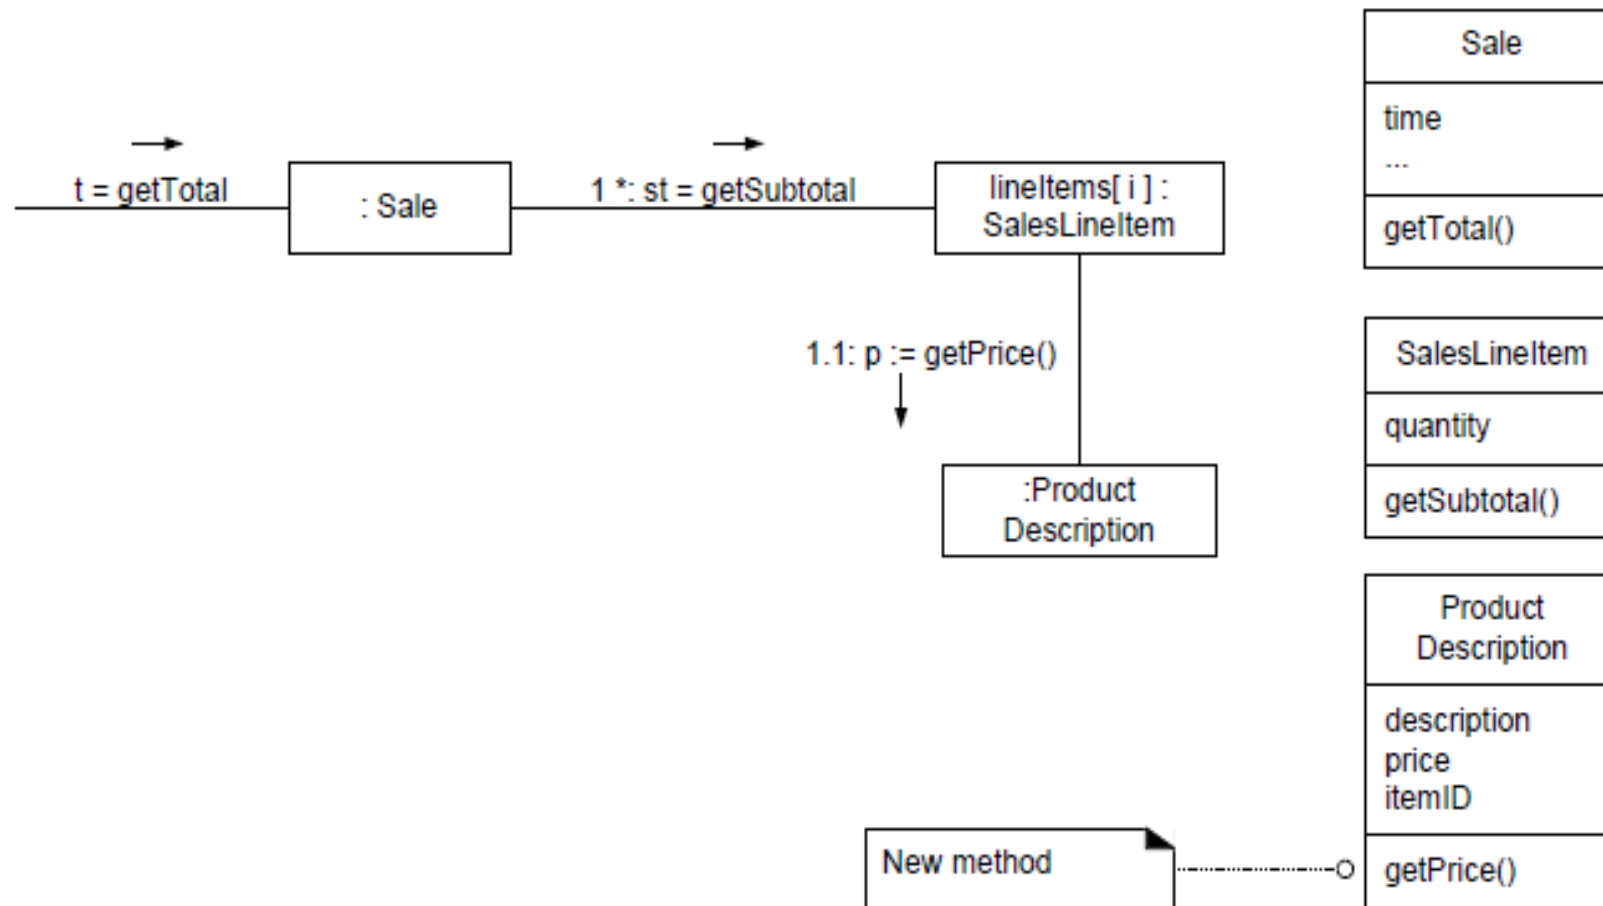 t = getTotal
: Sale
1 *: st = getSubtotal
lineItems[ i ] :
SalesLineItem
1.1: p := getPrice()
:Product
Description
Sale
time
...
getTotal()
SalesLineItem
quantity
getSubtotal()
Product
Description
description
price
itemID
New method
getPrice()